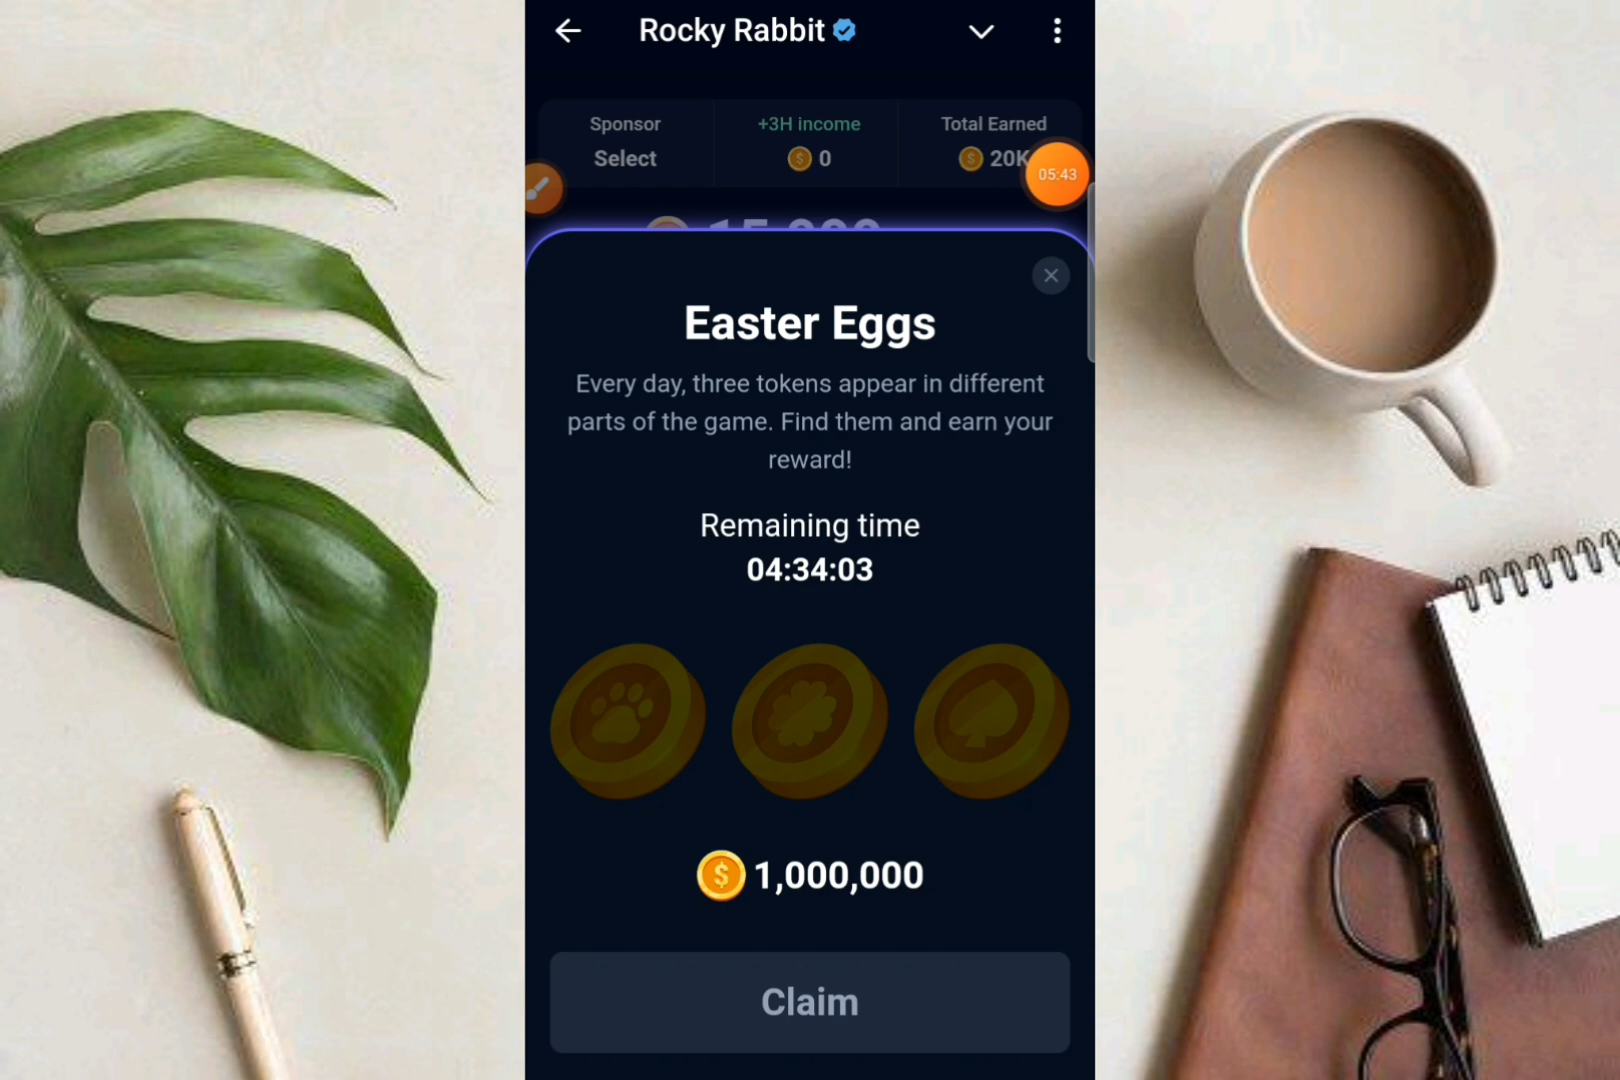 Rocky Rabbit
Sponsor
Select
+3H income
0
Total Earned
20K
05:43
15,000
Easter Eggs
Every day, three tokens appear in different
parts of the game. Find them and earn your
reward!
Remaining time
04:34:03
$ 1,000,000
Claim